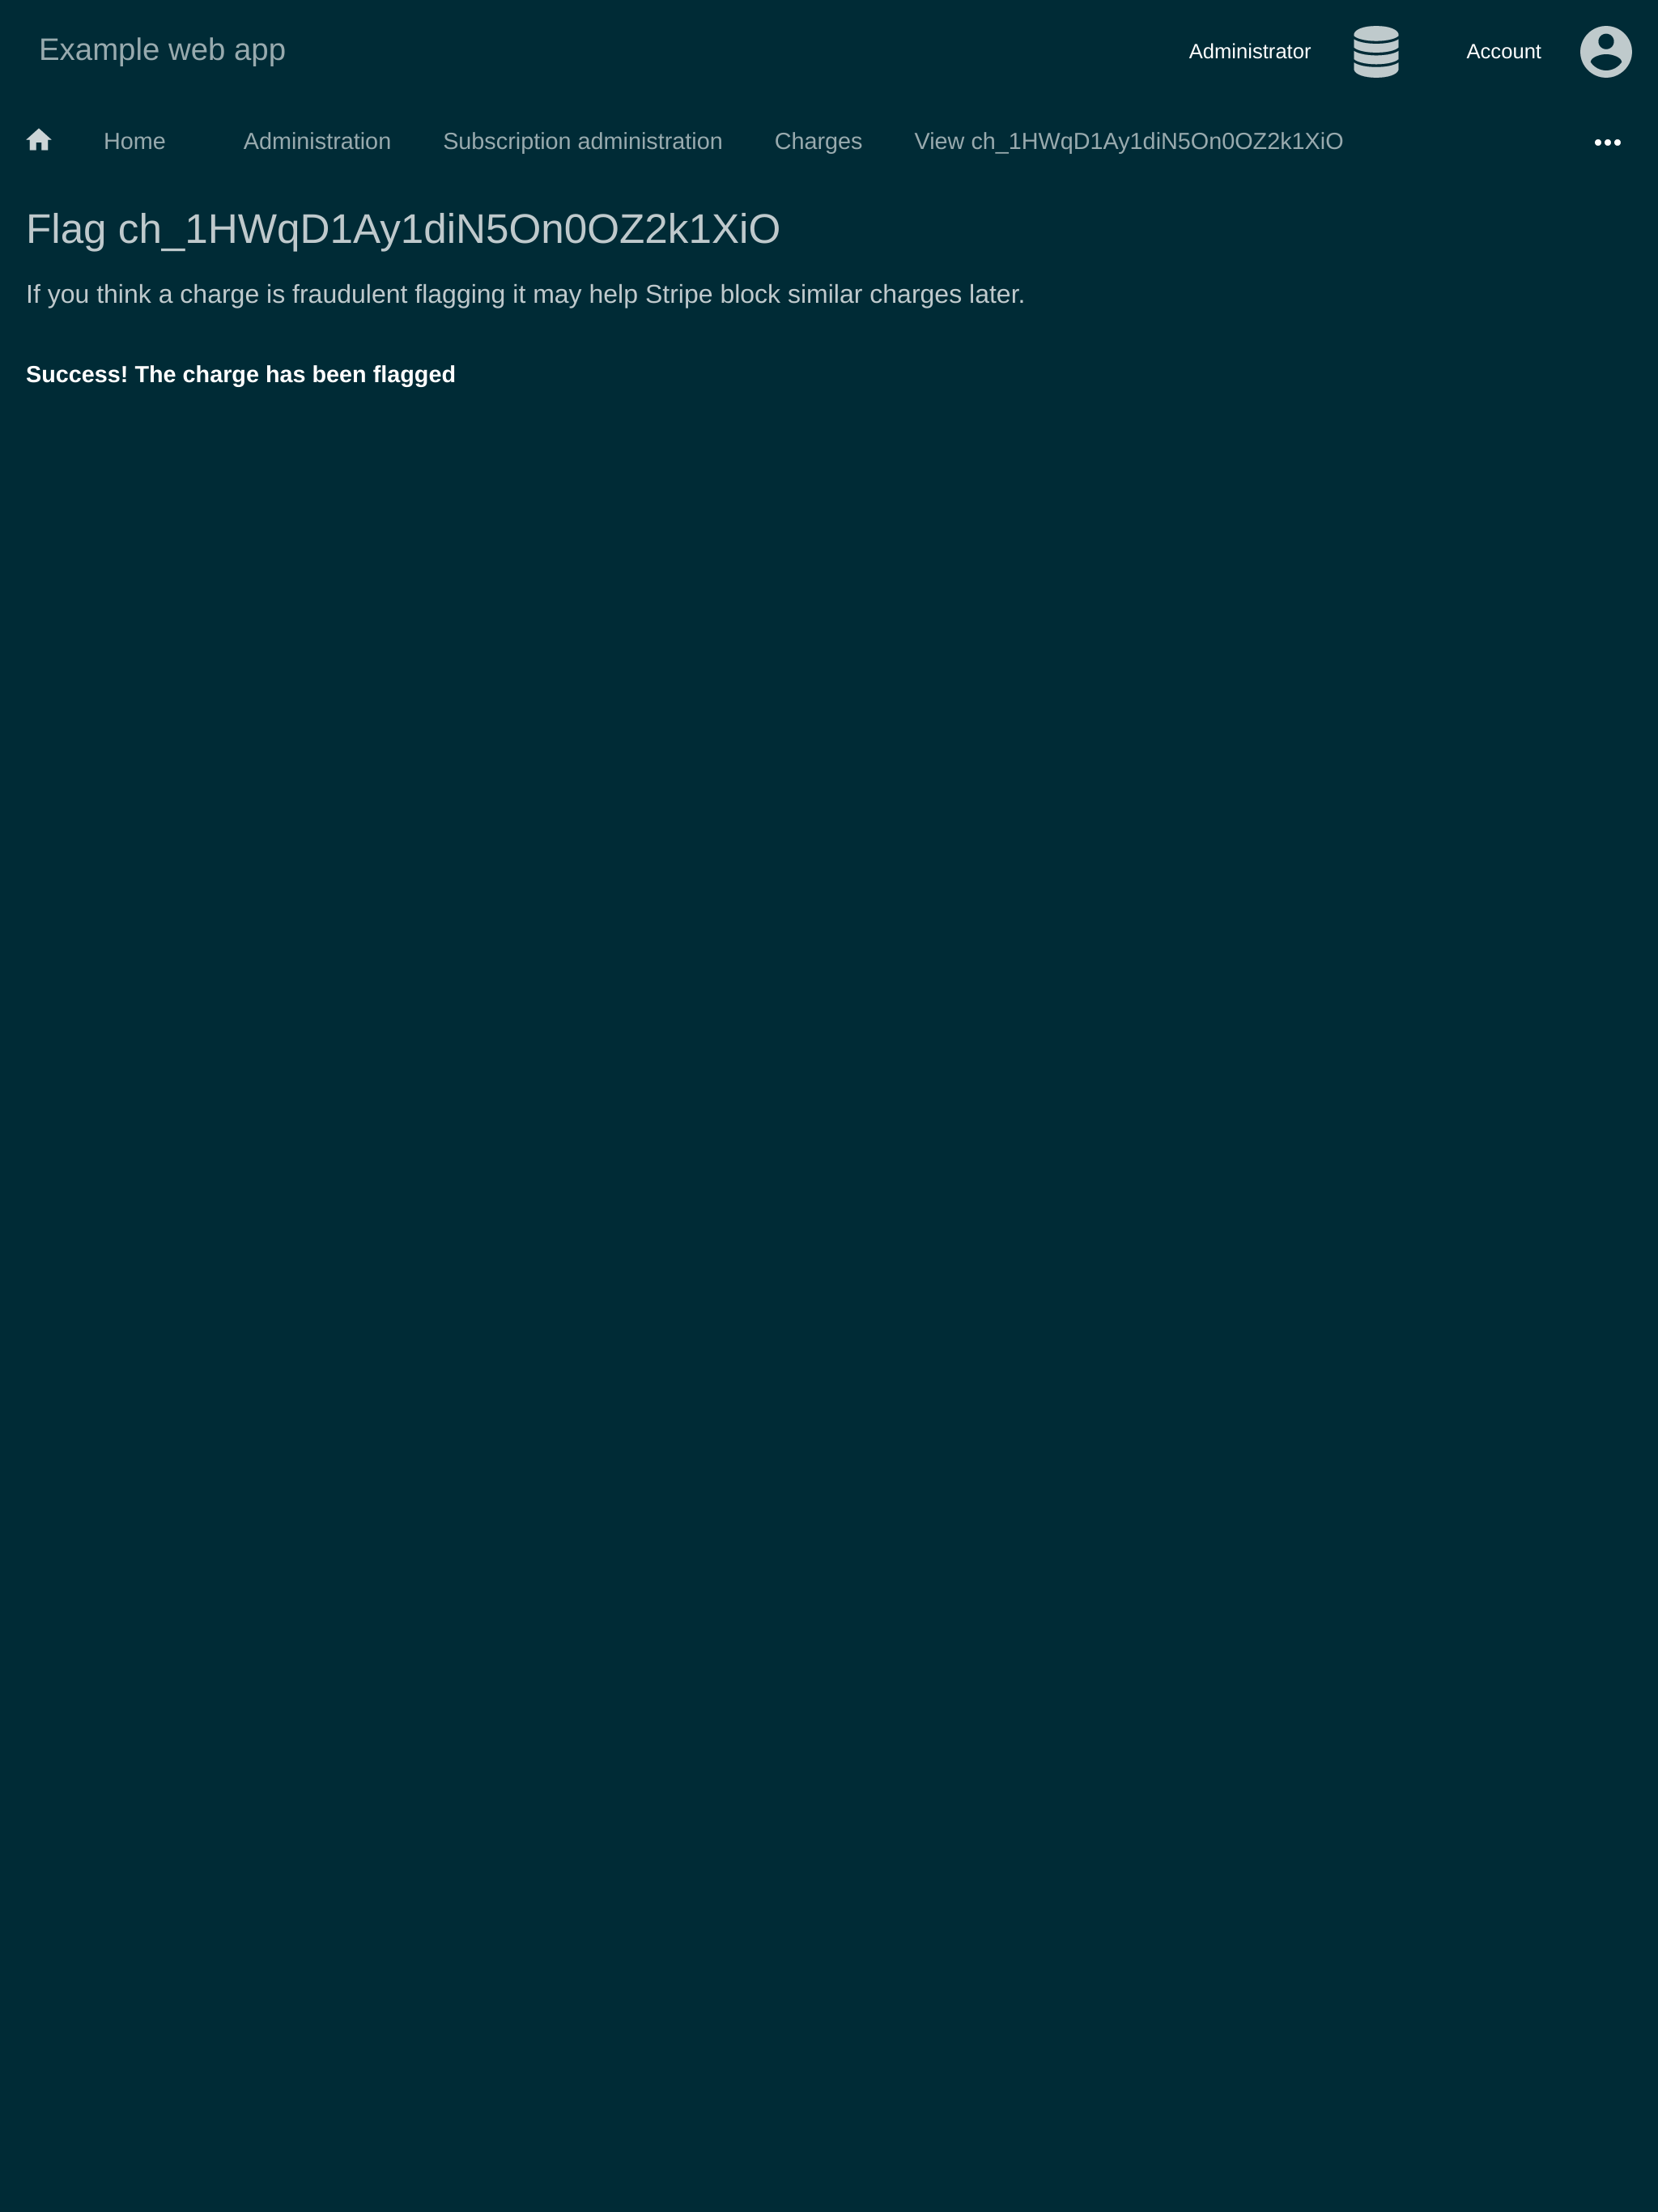 Example web app
Administrator
Account
Home
Administration
Subscription administration
Charges
View ch_1HWqD1Ay1diN5On0OZ2k1XiO
Flag ch_1HWqD1Ay1diN5On0OZ2k1XiO
If you think a charge is fraudulent flagging it may help Stripe block similar charges later.
Success! The charge has been flagged